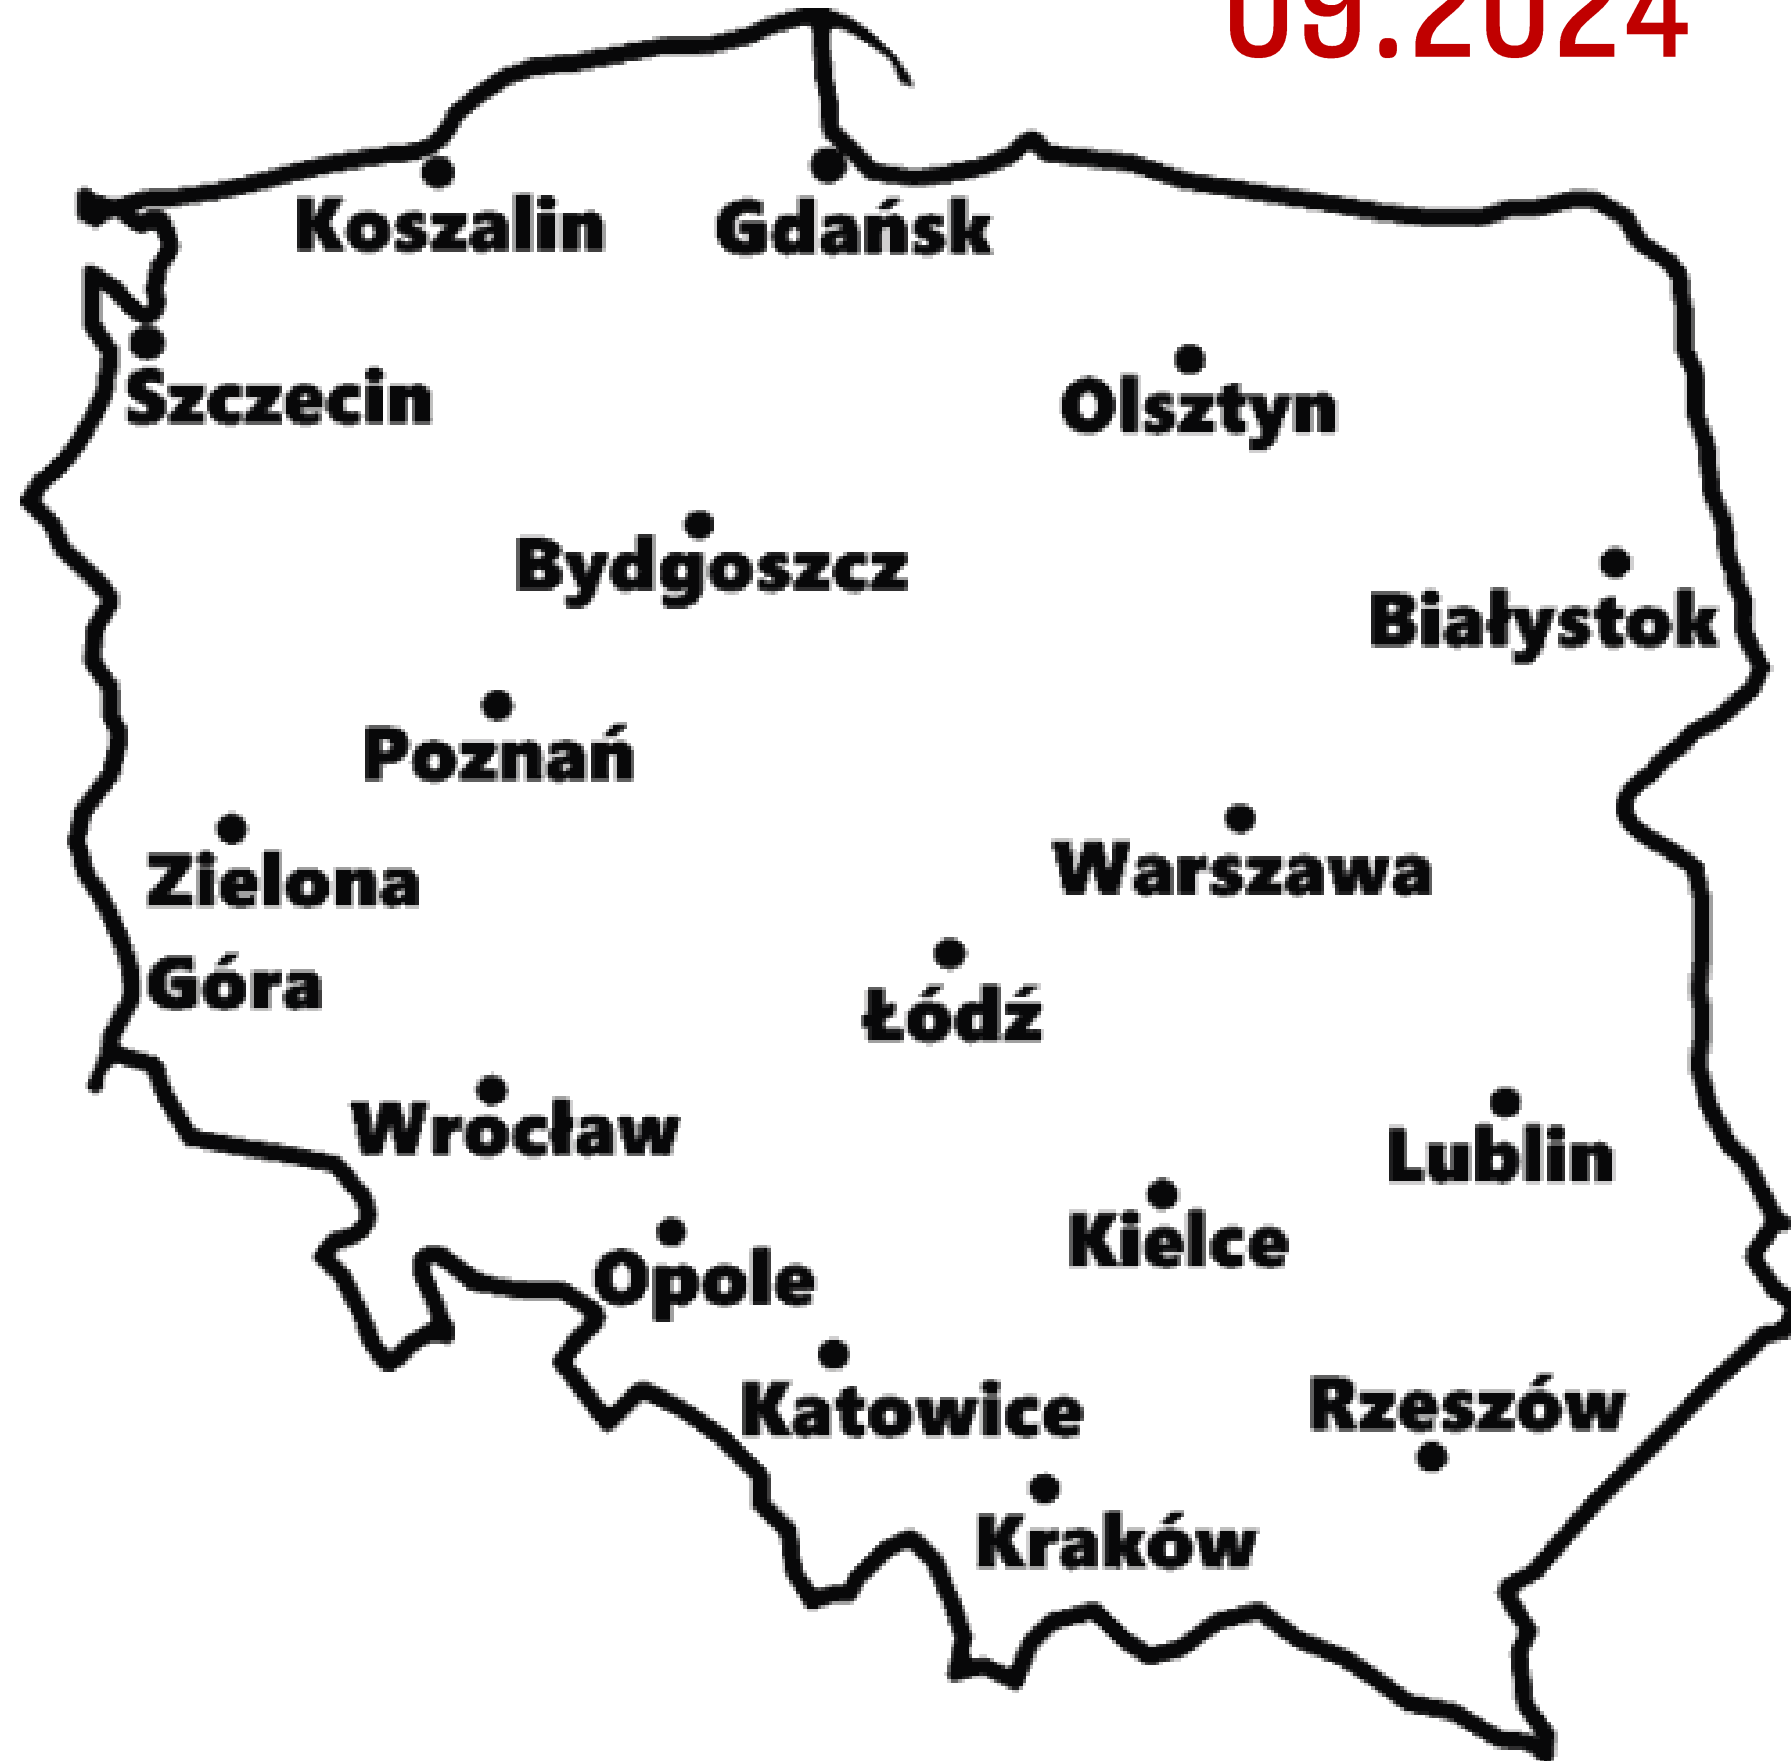 09.2024
Koszalin
Gdańsk
Szczecin
Olsztyn
Bydgoszcz
Białystok
Poznań
Zielona
Góra
Warszawa
Łódź
Wrocław
Lublin
Kielce
Opole
Katowice
Rzeszów
Kraków